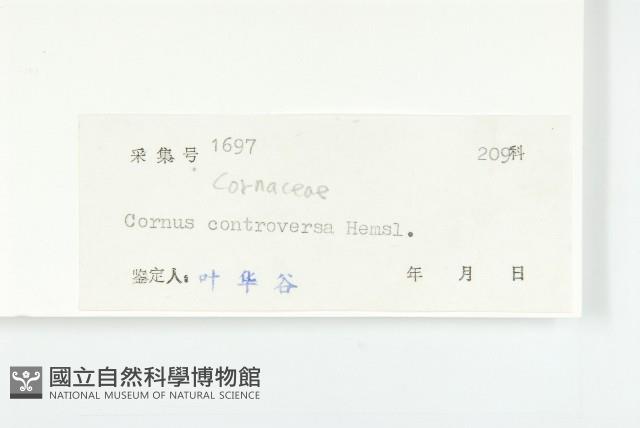 采集号 1697 209科
Cornaceae
Cornus controversa Hemsl.
鉴定人: 叶华谷 年 月 日
國立自然科學博物館
NATIONAL MUSEUM OF NATURAL SCIENCE